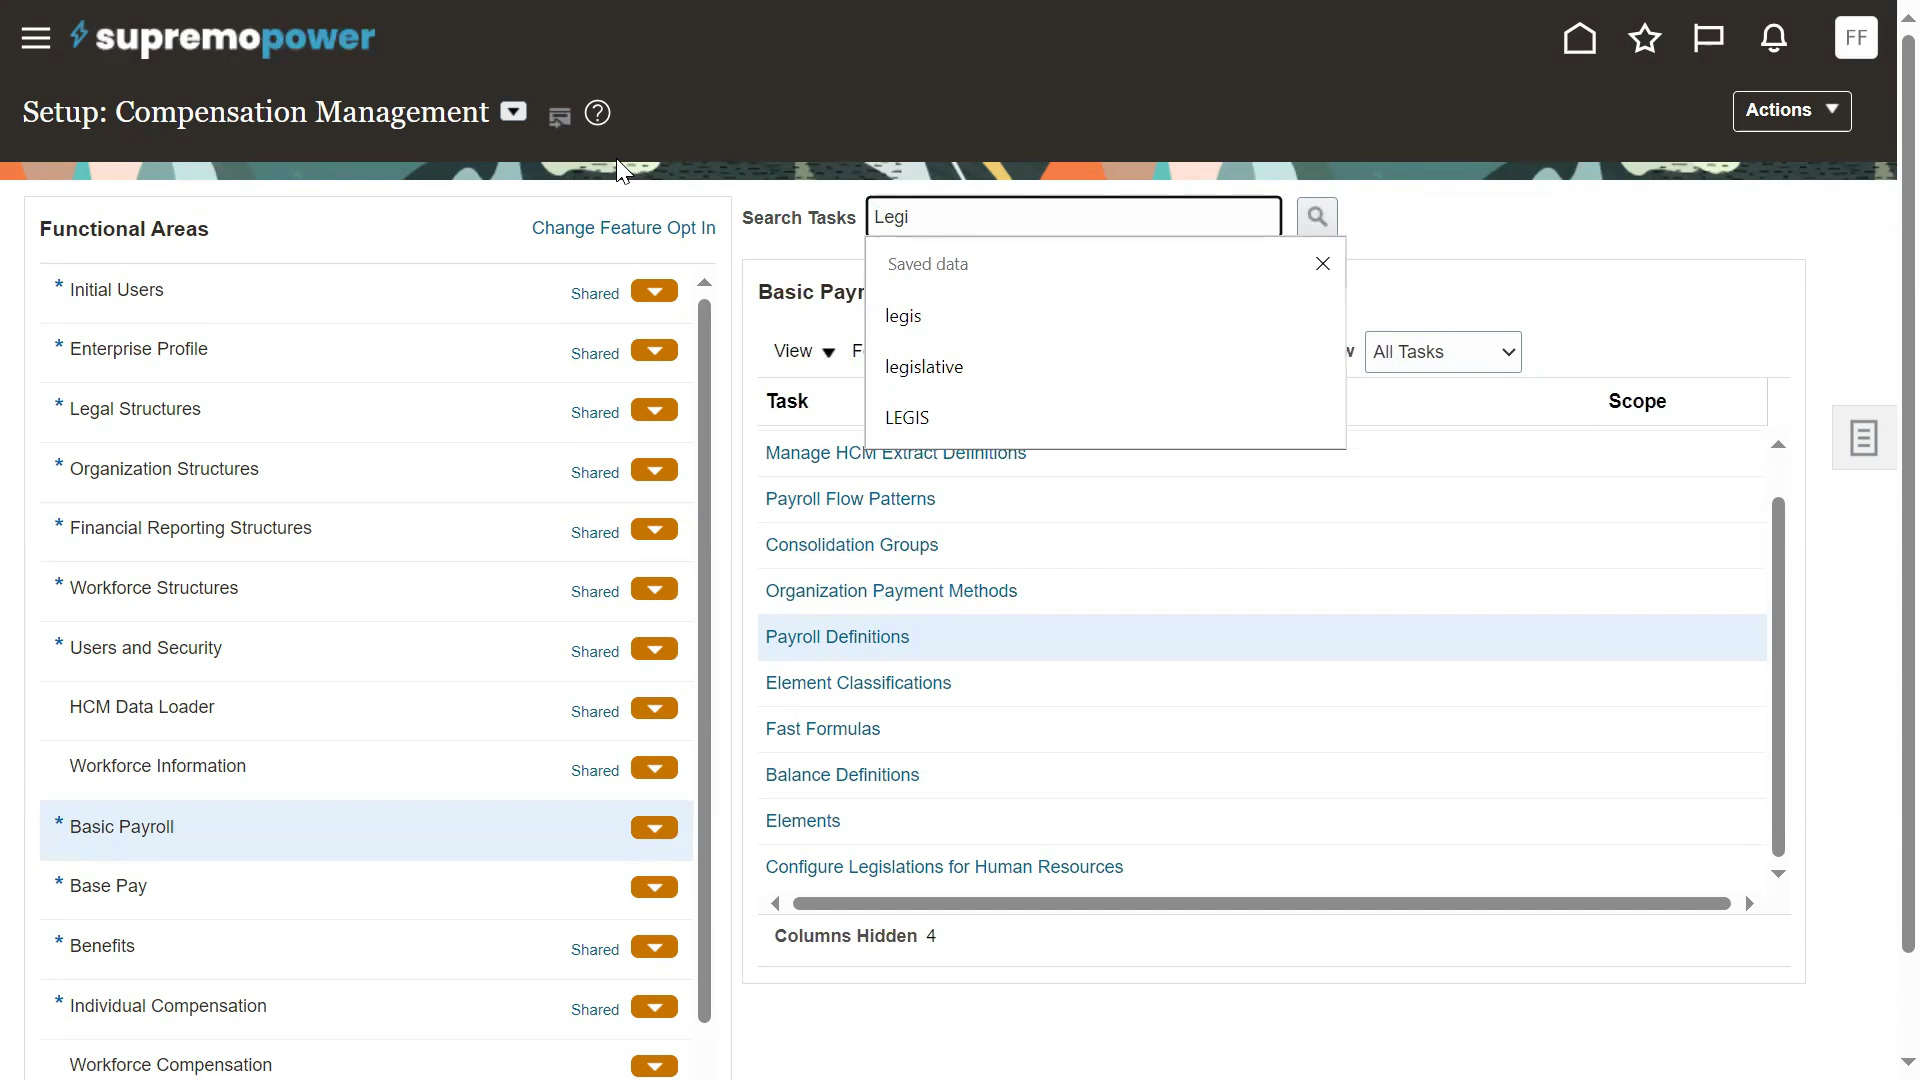 supremopower
FF
Setup: Compensation Management
Actions
Functional Areas
Change Feature Opt In
* Initial Users Shared
* Enterprise Profile Shared
* Legal Structures Shared
* Organization Structures Shared
* Financial Reporting Structures Shared
* Workforce Structures Shared
* Users and Security Shared
HCM Data Loader Shared
Workforce Information Shared
* Basic Payroll
* Base Pay
* Benefits Shared
* Individual Compensation Shared
Workforce Compensation
Search Tasks Legi
Saved data
legis
legislative
LEGIS
Basic Payr
View F w All Tasks
Task Scope
Manage HCM Extract Definitions
Payroll Flow Patterns
Consolidation Groups
Organization Payment Methods
Payroll Definitions
Element Classifications
Fast Formulas
Balance Definitions
Elements
Configure Legislations for Human Resources
Columns Hidden 4